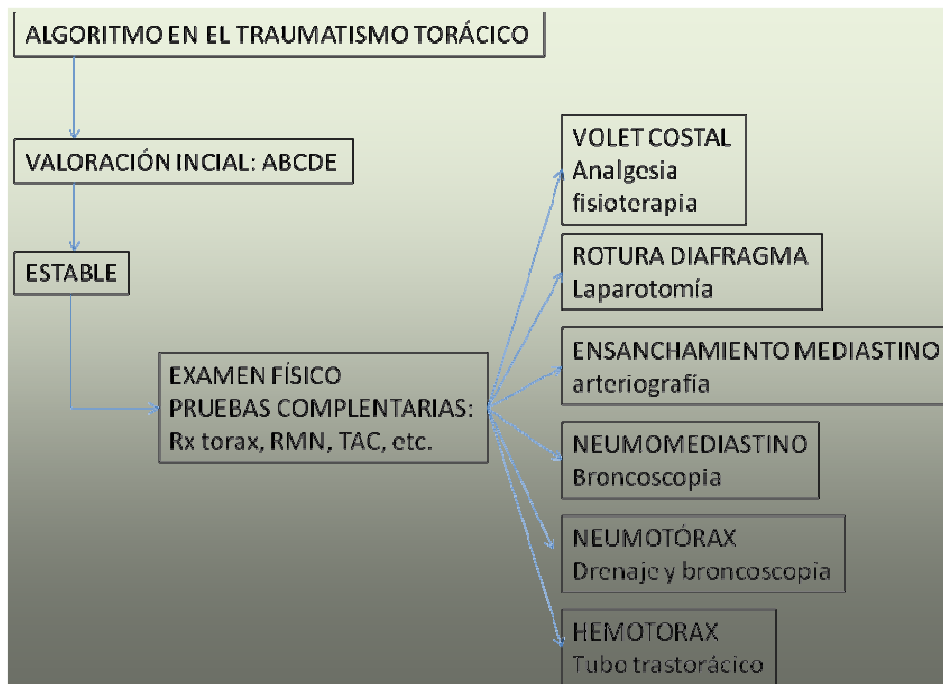 ALGORITMO EN EL TRAUMATISMO TORÁCICO
VALORACIÓN INCIAL: ABCDE
ESTABLE
EXAMEN FÍSICO
PRUEBAS COMPLENTARIAS:
Rx torax, RMN, TAC, etc.
VOLET COSTAL
Analgesia
fisioterapia
ROTURA DIAFRAGMA
Laparotomía
ENSANCHAMIENTO MEDIASTINO
arteriografía
NEUMOMEDIASTINO
Broncoscopia
NEUMOTÓRAX
Drenaje y broncoscopia
HEMOTORAX
Tubo trastorácico